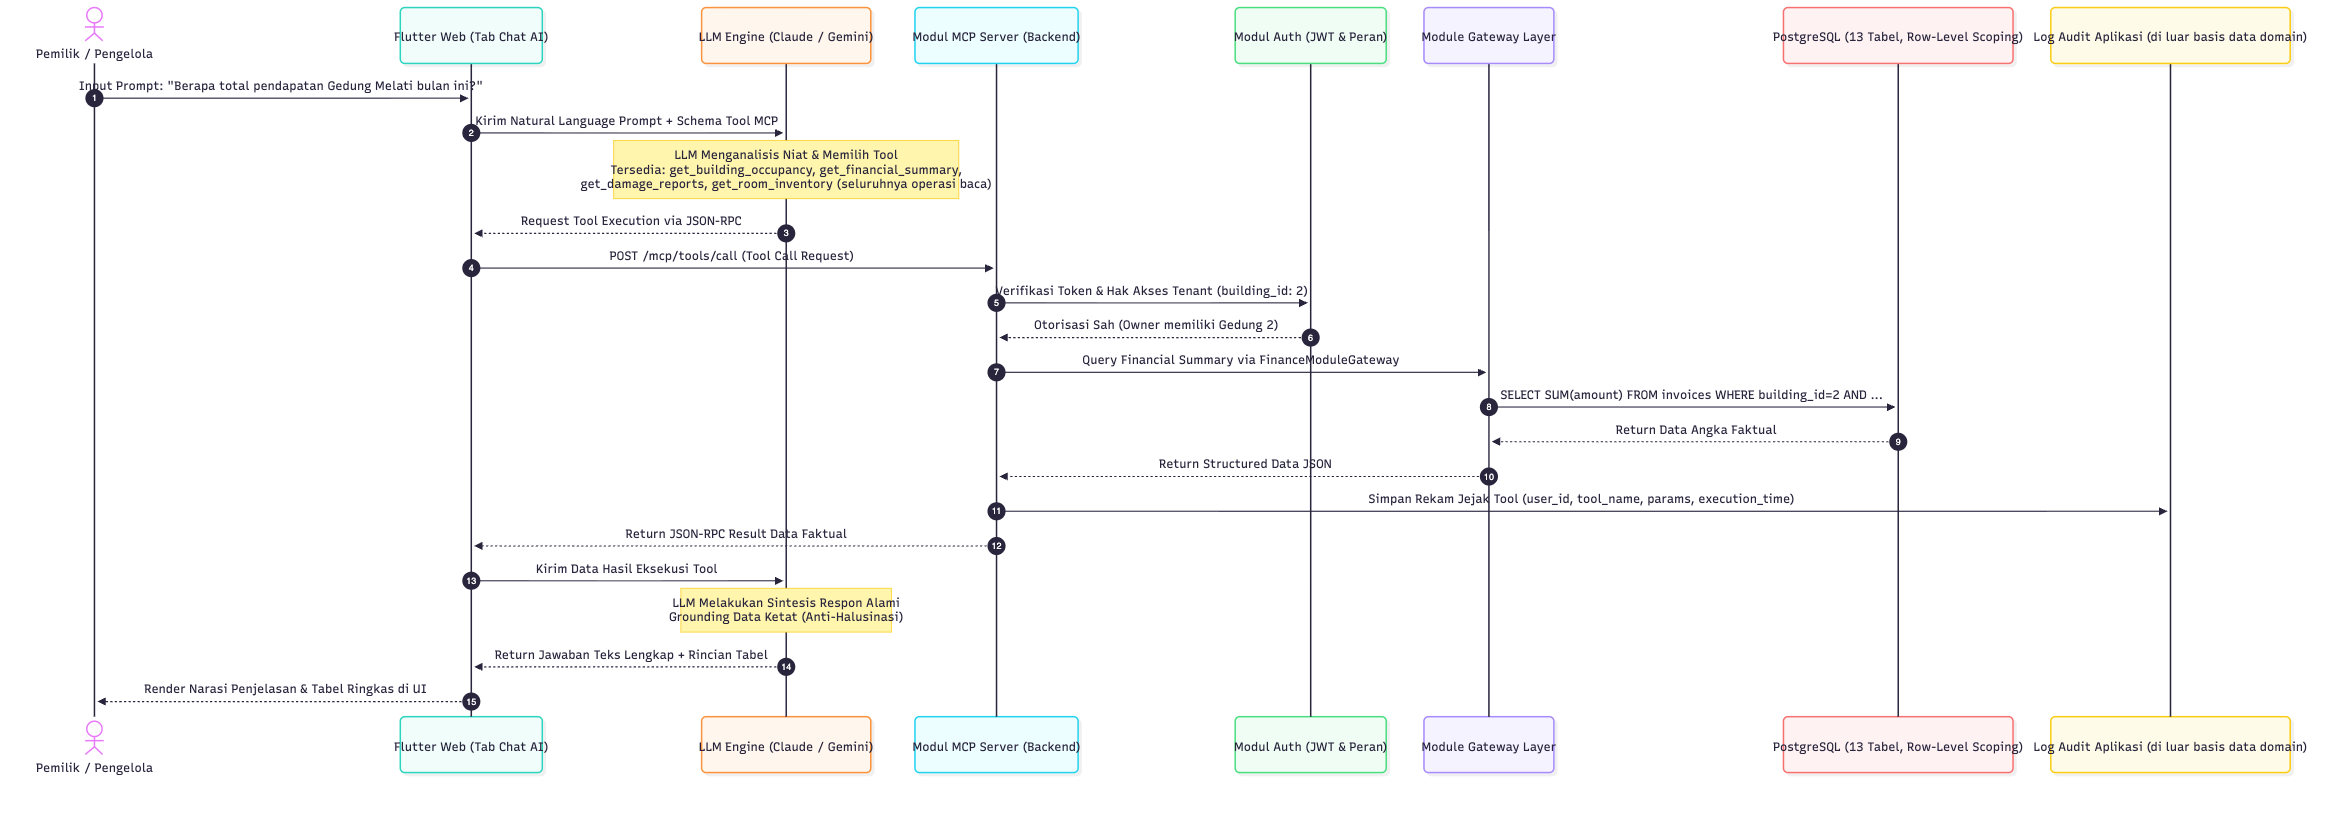 Pemilik / Pengelola
Flutter Web (Tab Chat AI)
LLM Engine (Claude / Gemini)
Modul MCP Server (Backend)
Modul Auth (JWT & Peran)
Module Gateway Layer
PostgreSQL (13 Tabel, Row-Level Scoping)
Log Audit Aplikasi (di luar basis data domain)
Input Prompt: "Berapa total pendapatan Gedung Melati bulan ini?"
1
Kirim Natural Language Prompt + Schema Tool MCP
2
LLM Menganalisis Niat & Memilih Tool
Tersedia: get_building_occupancy, get_financial_summary,
get_damage_reports, get_room_inventory (seluruhnya operasi baca)
Request Tool Execution via JSON-RPC
3
POST /mcp/tools/call (Tool Call Request)
4
Verifikasi Token & Hak Akses Tenant (building_id: 2)
5
Otorisasi Sah (Owner memiliki Gedung 2)
6
Query Financial Summary via FinanceModuleGateway
7
SELECT SUM(amount) FROM invoices WHERE building_id=2 AND ...
8
Return Data Angka Faktual
9
Return Structured Data JSON
10
Simpan Rekam Jejak Tool (user_id, tool_name, params, execution_time)
11
Return JSON-RPC Result Data Faktual
12
Kirim Data Hasil Eksekusi Tool
13
LLM Melakukan Sintesis Respon Alami
Grounding Data Ketat (Anti-Halusinasi)
Return Jawaban Teks Lengkap + Rincian Tabel
14
Render Narasi Penjelasan & Tabel Ringkas di UI
15
Pemilik / Pengelola
Flutter Web (Tab Chat AI)
LLM Engine (Claude / Gemini)
Modul MCP Server (Backend)
Modul Auth (JWT & Peran)
Module Gateway Layer
PostgreSQL (13 Tabel, Row-Level Scoping)
Log Audit Aplikasi (di luar basis data domain)